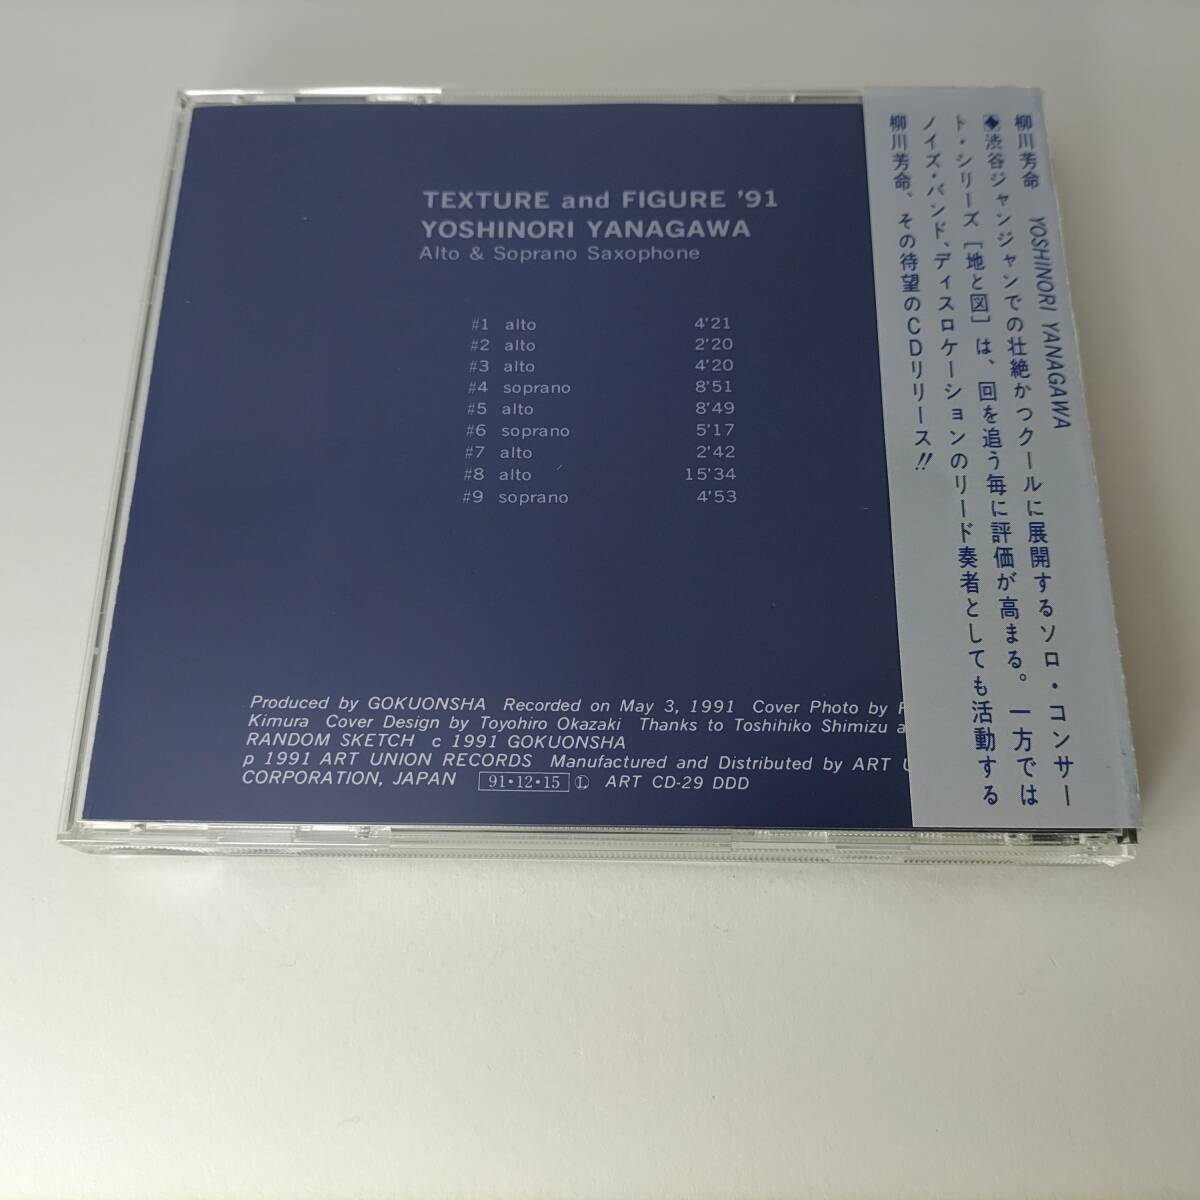 TEXTURE and FIGURE '91
YOSHINORI YANAGAWA
Alto & Soprano Saxophone
#1 alto 4'21
#2 alto 2'20
#3 alto 4'20
#4 soprano 8'51
#5 alto 8'49
#6 soprano 5'17
#7 alto 2'42
#8 alto 15'34
#9 soprano 4'53
Produced by GOKUONSHA Recorded on May 3, 1991 Cover Photo by
Kimura Cover Design by Toyohiro Okazaki Thanks to Toshihiko Shimizu
RANDOM SKETCH c 1991 GOKUONSHA
p 1991 ART UNION RECORDS Manufactured and Distributed by ART
CORPORATION, JAPAN 91・12・15 Ⓛ ART CD-29 DDD
柳川芳命 YOSHINORI YANAGAWA
◆渋谷ジャンジャンでの壮絶かつクールに展開するソロ・コンサー
ト・シリーズ[地と図]は、回を追う毎に評価が高まる。一方では
ノイズ・バンド、ディスロケーションのリード奏者としても活動する
柳川芳命、その待望のCDリリース!!